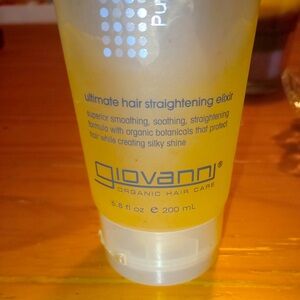 Pu
ultimate hair straightening elixir
superior smoothing, soothing, straightening
formula with organic botanicals that protect
hair while creating silky shine
giovanni®
ORGANIC HAIR CARE
6.8 fl oz e 200 mL